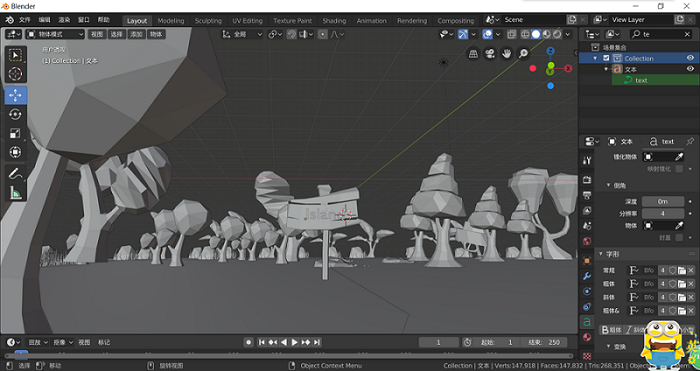 Blender
文件 编辑 渲染 窗口 帮助 Layout Modeling Sculpting UV Editing Texture Paint Shading Animation Rendering Compositing Scene View Layer
物体模式 视图 选择 添加 物体 全局 te
用户透视
(1) Collection | 文本
场景集合
Collection
文本
text
文本 text
锥化物体
映射锥化
倒角
深度 0m
分辨率 4
物体
封盖
字形
常规 Bfo 4
粗体 Bfo 4
斜体 Bfo 4
粗体& Bfo 4
粗体 斜体
变换
Island
回放 抠像 视图 标记 1 起始: 1 结束: 250
选择 移动 旋转视图 Object Context Menu Collection | 文本 | Verts:147,918 | Faces:147,832 | Tris:268,351 | Objects